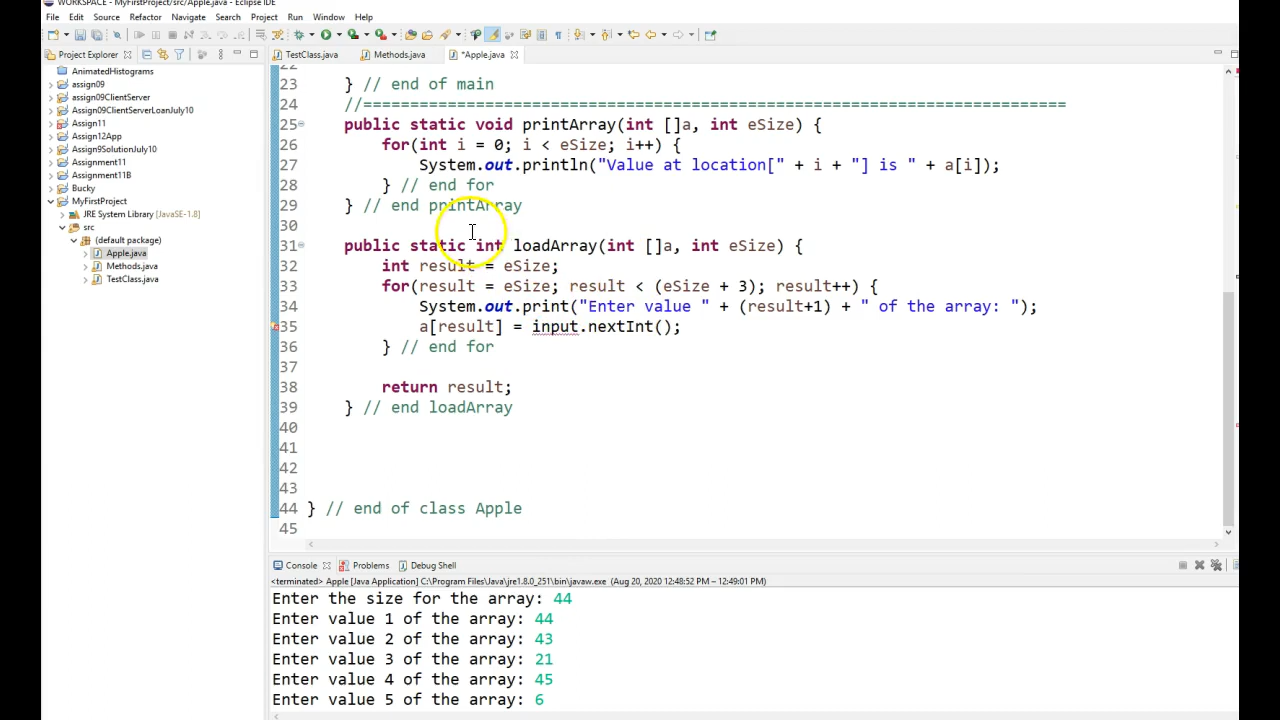 WORKSPACE - MyFirstProject/src/Apple.java - Eclipse IDE
File Edit Source Refactor Navigate Search Project Run Window Help
Project Explorer
TestClass.java Methods.java *Apple.java
AnimatedHistograms
assign09
assign09ClientServer
Assign09ClientServerLoanJuly10
Assign11
Assign12App
Assign9SolutionJuly10
Assignment11
Assignment11B
Bucky
MyFirstProject
JRE System Library [JavaSE-1.8]
src
(default package)
Apple.java
Methods.java
TestClass.java
22
23 } // end of main
24 //===========================================================================
25 public static void printArray(int []a, int eSize) {
26 for(int i = 0; i < eSize; i++) {
27 System.out.println("Value at location[" + i + "] is " + a[i]);
28 } // end for
29 } // end printArray
30
31 public static int loadArray(int []a, int eSize) {
32 int result = eSize;
33 for(result = eSize; result < (eSize + 3); result++) {
34 System.out.print("Enter value " + (result+1) + " of the array: ");
35 a[result] = input.nextInt();
36 } // end for
37
38 return result;
39 } // end loadArray
40
41
42
43
44 } // end of class Apple
45
Console Problems Debug Shell
<terminated> Apple [Java Application] C:\Program Files\Java\jre1.8.0_251\bin\javaw.exe (Aug 20, 2020 12:48:52 PM – 12:49:01 PM)
Enter the size for the array: 44
Enter value 1 of the array: 44
Enter value 2 of the array: 43
Enter value 3 of the array: 21
Enter value 4 of the array: 45
Enter value 5 of the array: 6